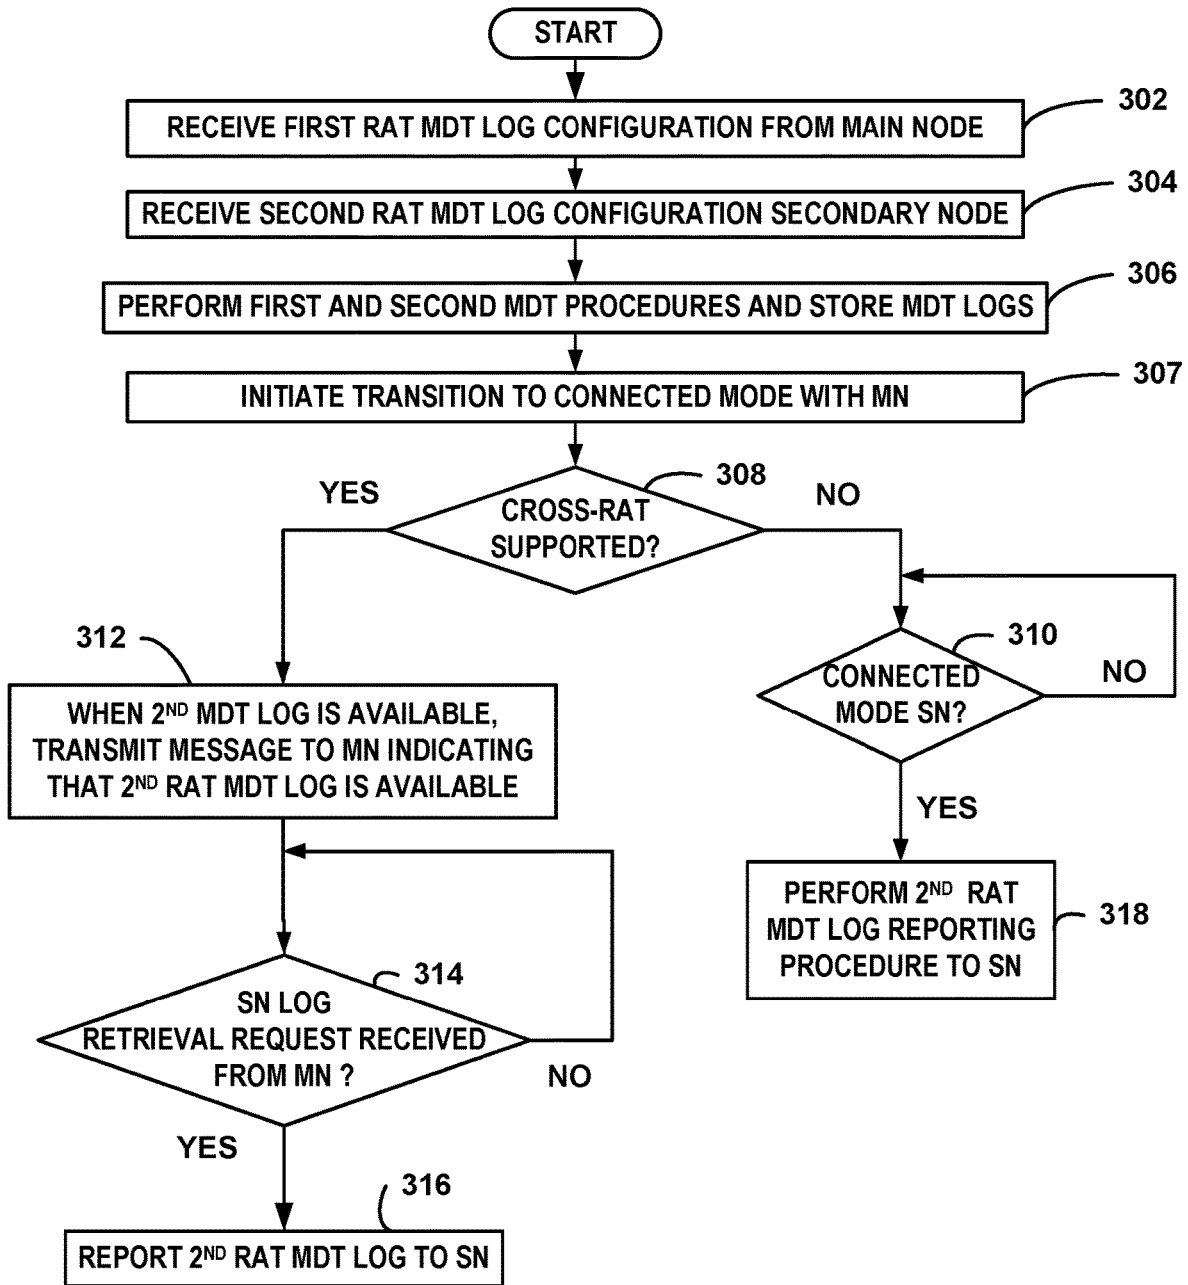 START
RECEIVE FIRST RAT MDT LOG CONFIGURATION FROM MAIN NODE
302
RECEIVE SECOND RAT MDT LOG CONFIGURATION SECONDARY NODE
304
PERFORM FIRST AND SECOND MDT PROCEDURES AND STORE MDT LOGS
306
INITIATE TRANSITION TO CONNECTED MODE WITH MN
307
308
YES
NO
CROSS-RAT
SUPPORTED?
312
WHEN 2ND MDT LOG IS AVAILABLE,
TRANSMIT MESSAGE TO MN INDICATING
THAT 2ND RAT MDT LOG IS AVAILABLE
310
CONNECTED
MODE SN?
NO
YES
PERFORM 2ND RAT
MDT LOG REPORTING
PROCEDURE TO SN
318
314
SN LOG
RETRIEVAL REQUEST RECEIVED
FROM MN ?
NO
YES
316
REPORT 2ND RAT MDT LOG TO SN